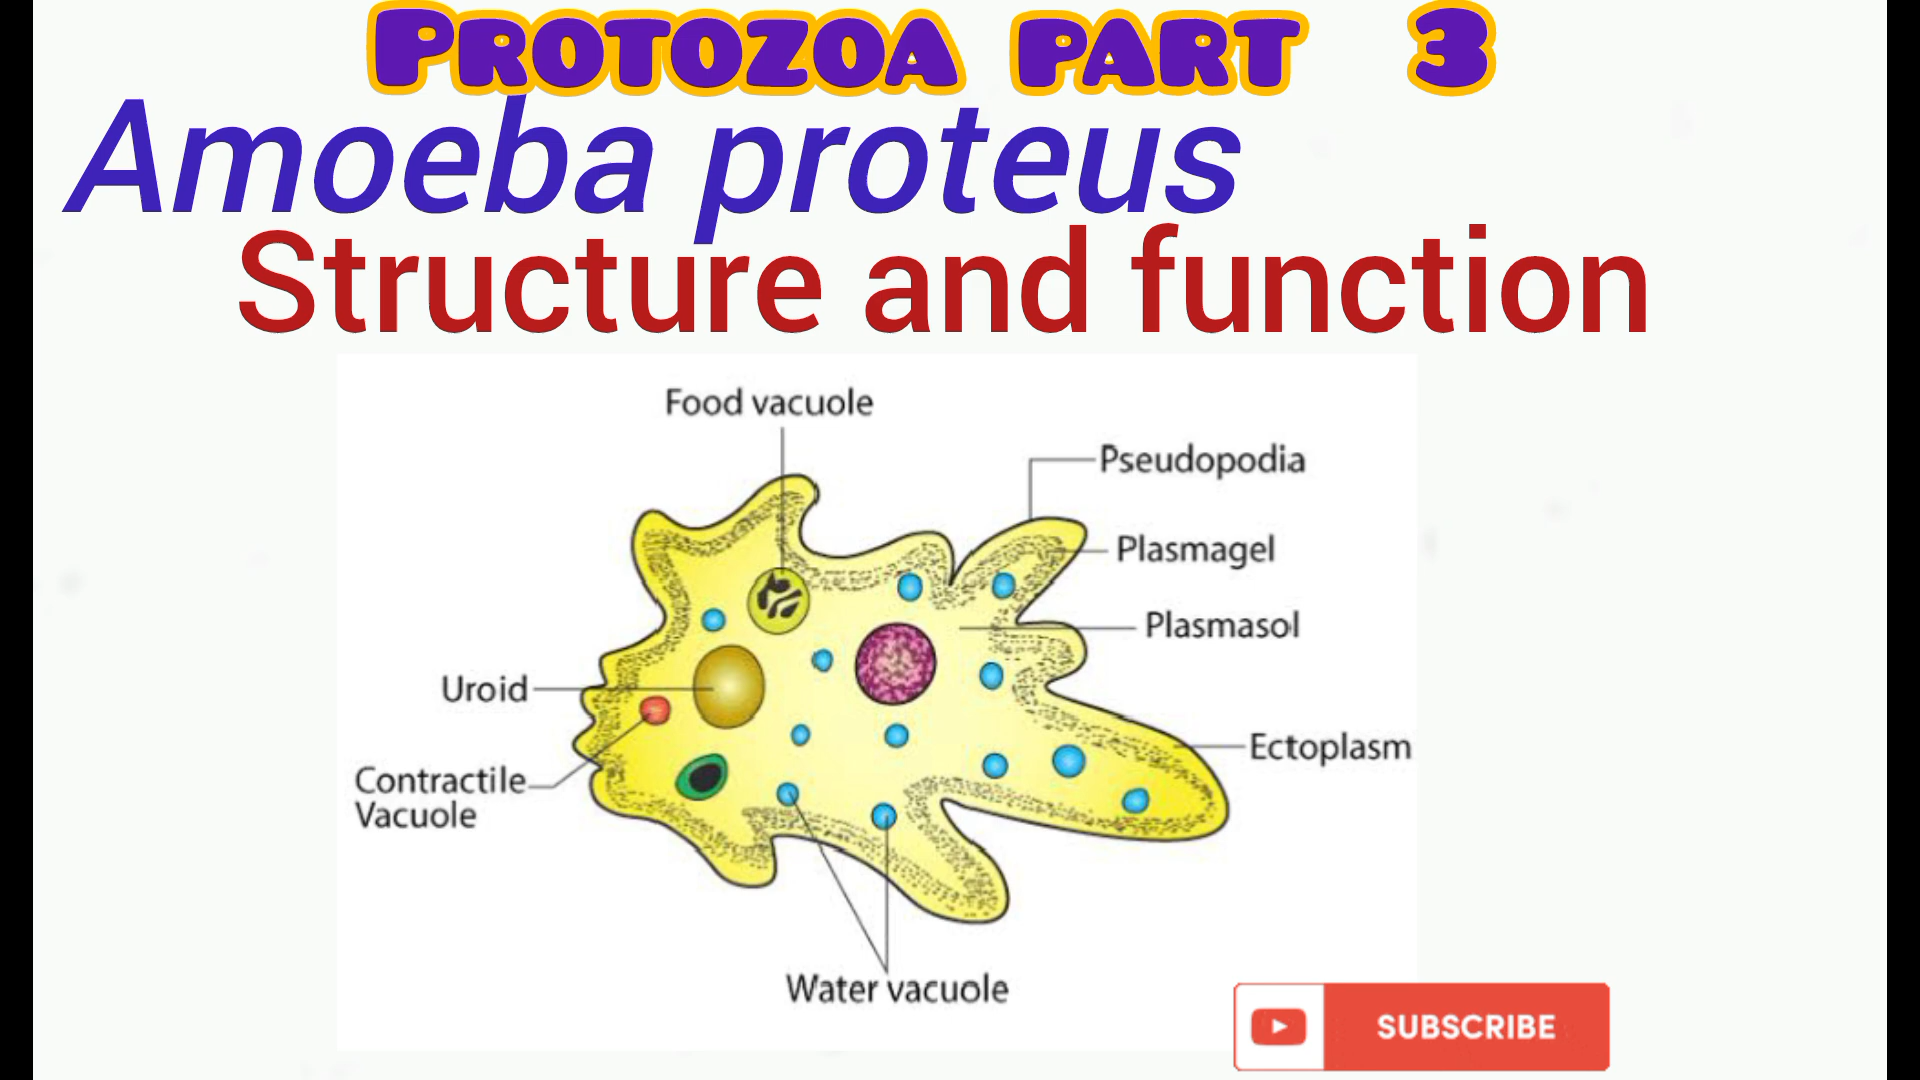 PROTOZOA PART 3
Amoeba proteus
Structure and function
Food vacuole
Pseudopodia
Plasmagel
Plasmasol
Uroid
Ectoplasm
Contractile
Vacuole
Water vacuole
SUBSCRIBE